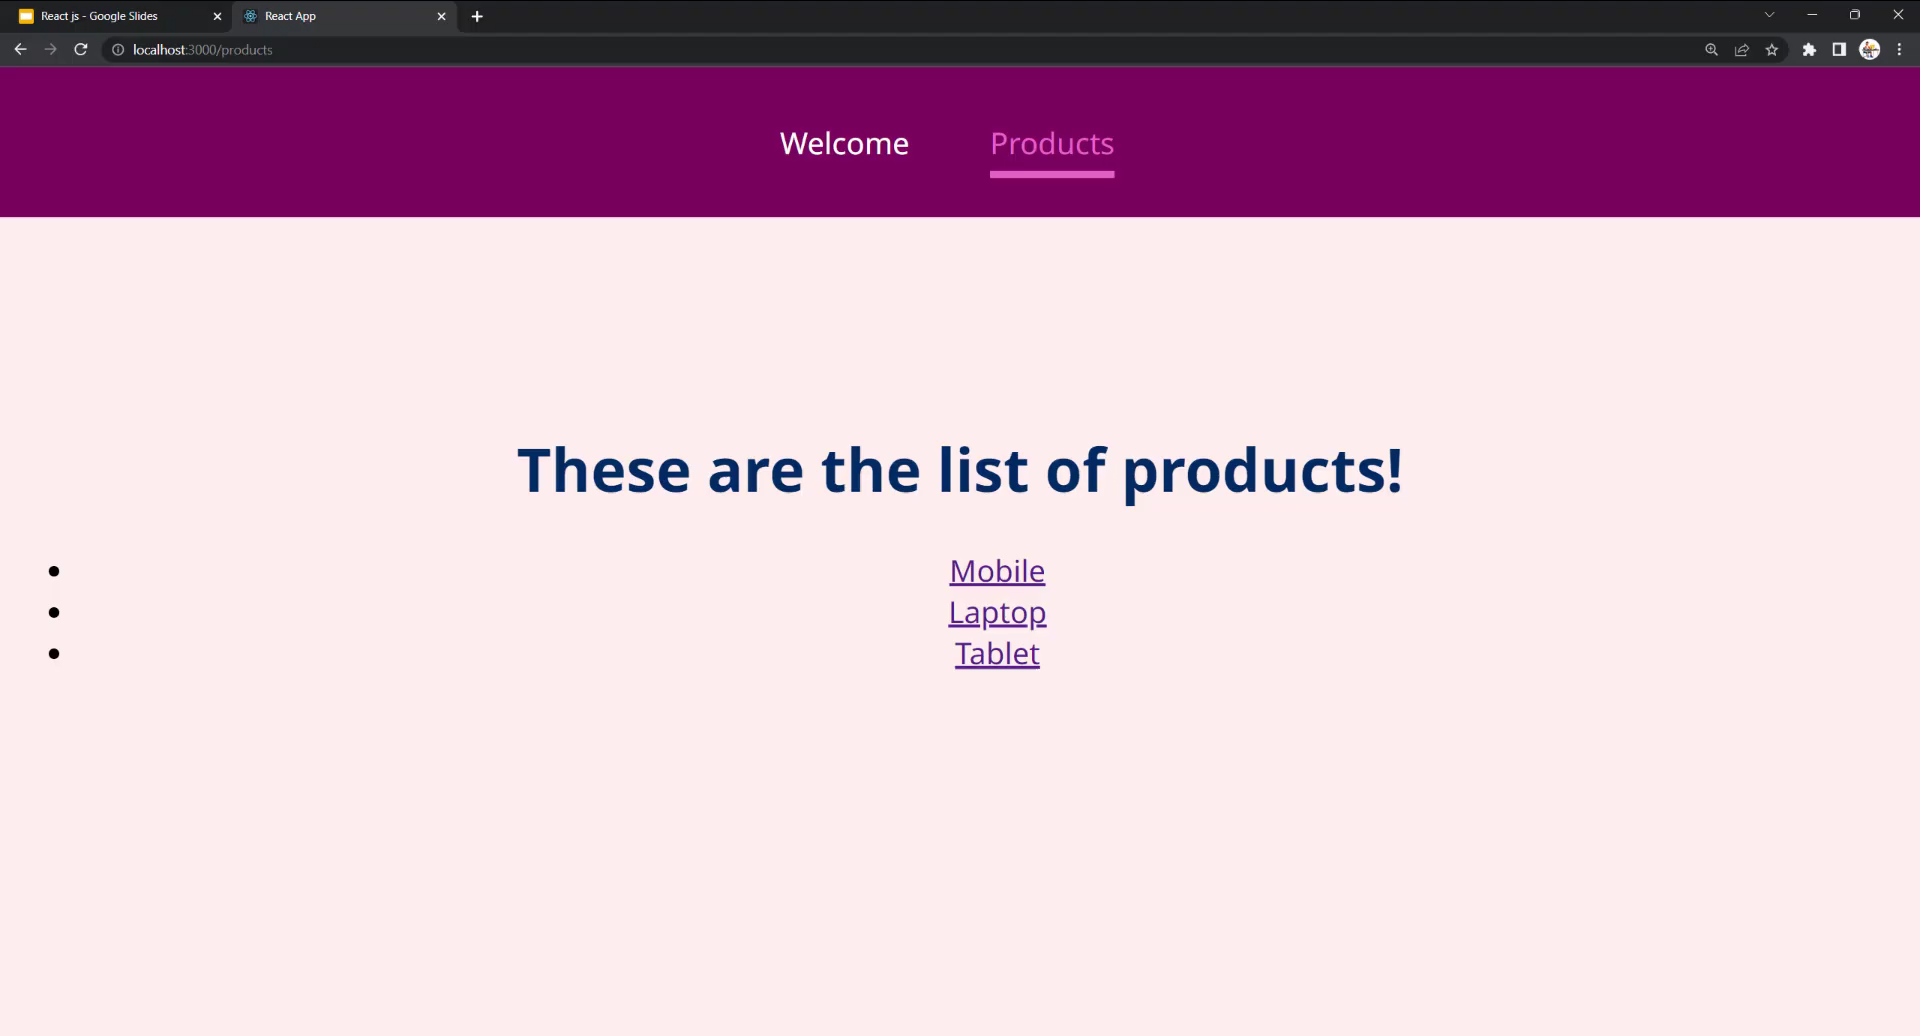 React js - Google Slides
React App
localhost:3000/products
Welcome
Products
These are the list of products!
Mobile
Laptop
Tablet